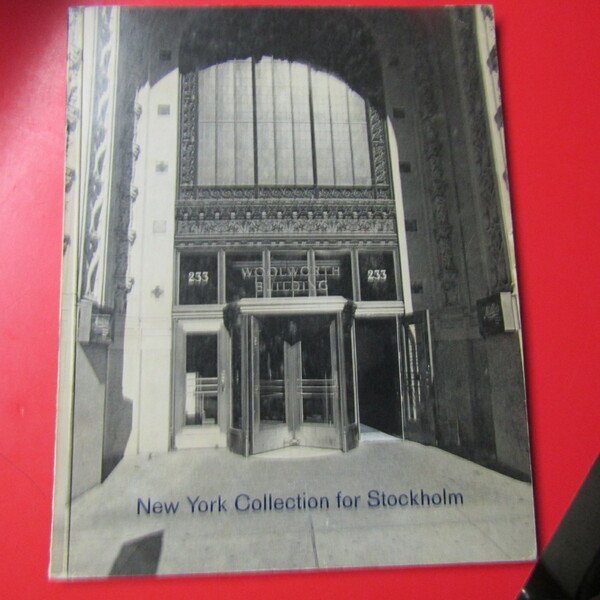 233
WOOLWORTH
BUILDING
233
New York Collection for Stockholm